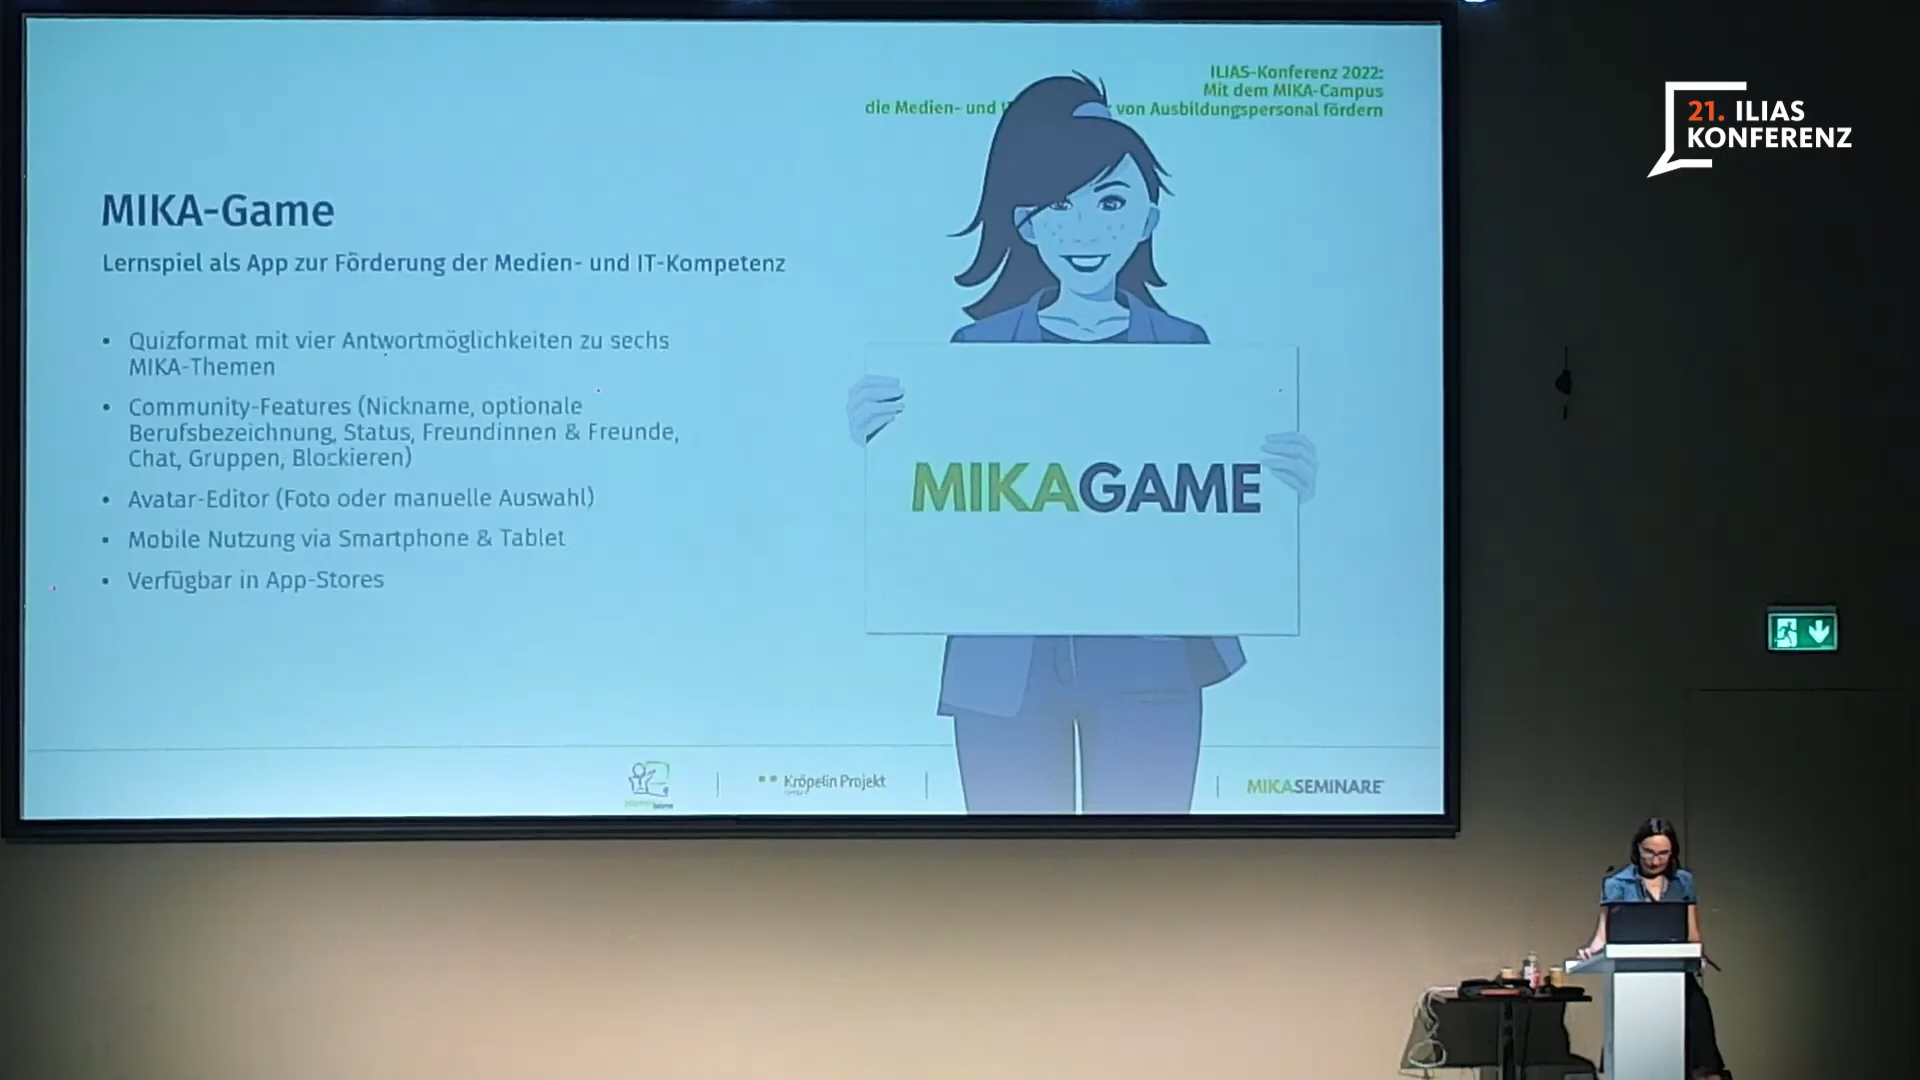 ILIAS-Konferenz 2022:
Mit dem MIKA-Campus
die Medien- und von Ausbildungspersonal fördern
21. ILIAS
KONFERENZ
MIKA-Game
Lernspiel als App zur Förderung der Medien- und IT-Kompetenz
• Quizformat mit vier Antwortmöglichkeiten zu sechs
MIKA-Themen
• Community-Features (Nickname, optionale
Berufsbezeichnung, Status, Freundinnen & Freunde,
Chat, Gruppen, Blockieren)
• Avatar-Editor (Foto oder manuelle Auswahl)
• Mobile Nutzung via Smartphone & Tablet
• Verfügbar in App-Stores
MIKAGAME
Kröpelin Projekt
MIKASEMINARE